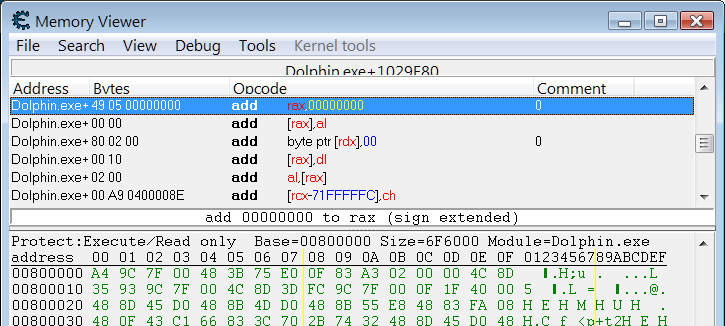 Memory Viewer
File Search View Debug Tools Kernel tools
Dolphin.exe+1029F80
Address Bytes Opcode Comment
Dolphin.exe+ 49 05 00000000 add rax 00000000 0
Dolphin.exe+ 00 00 add [rax],al
Dolphin.exe+ 80 02 00 add byte ptr [rdx],00 0
Dolphin.exe+ 00 10 add [rax],dl
Dolphin.exe+ 02 00 add al,[rax]
Dolphin.exe+ 00 A9 0400008E add [rcx-71FFFFFC],ch
add 00000000 to rax (sign extended)
Protect:Execute/Read only Base=00800000 Size=6F6000 Module=Dolphin.exe
address 00 01 02 03 04 05 06 07 08 09 0A 0B 0C 0D 0E 0F 0123456789ABCDEF
00800000 A4 9C 7F 00 48 3B 75 E0 0F 83 A3 02 00 00 4C 8D .H;u . ...L
00800010 35 93 9C 7F 00 4C 8D 3D FC 9C 7F 00 0F 1F 40 00 5 .L = ...@.
00800020 48 8D 45 D0 48 8B 4D D0 48 8B 55 E8 48 83 FA 08 H E H M H U H .
00800030 48 0F 43 C1 66 83 3C 70 2B 74 32 48 8D 45 D0 48 H.C f <p+t2H E H